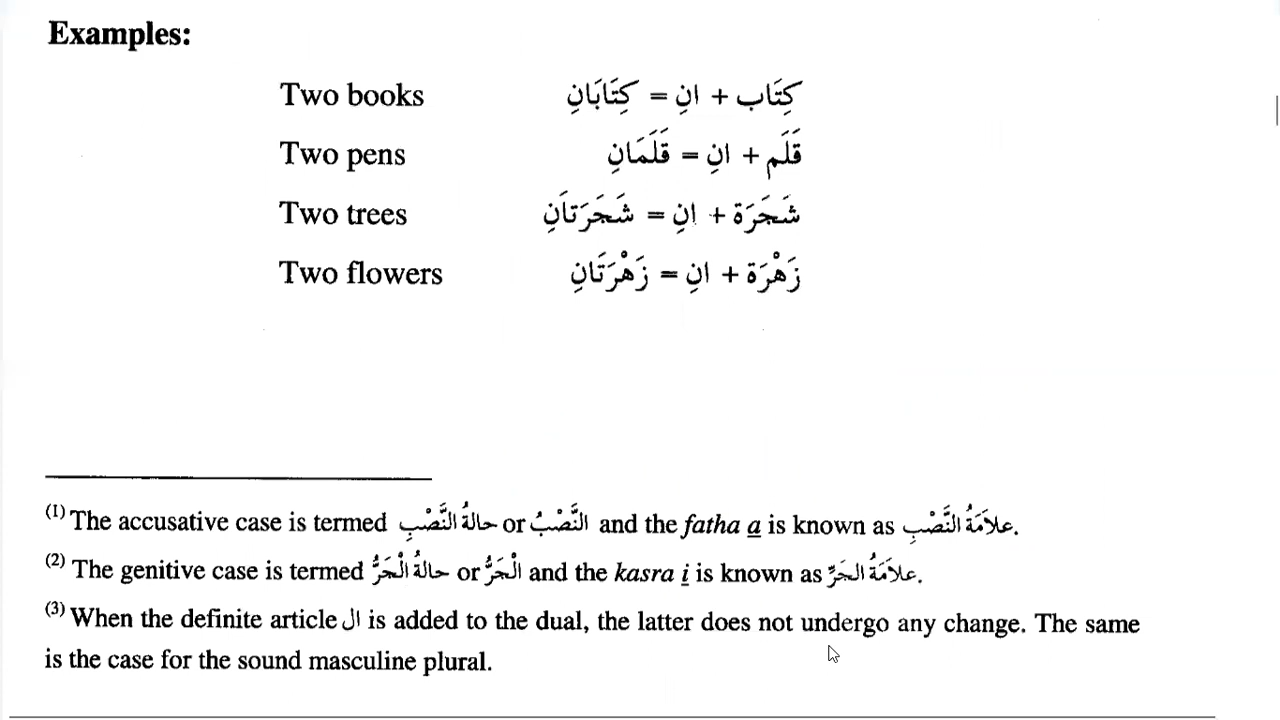 Examples:
Two books كِتَاب + انِ = كِتَابَانِ
Two pens قَلَم + انِ = قَلَمَانِ
Two trees شَجَرَة + انِ = شَجَرَتاَنِ
Two flowers زَهْرَة + انِ = زَهْرَتَانِ
(1) The accusative case is termed حالةُ النَّصْبِ or النَّصْبُ and the fatha a is known as علاَمَةُ النَّصْبِ.
(2) The genitive case is termed حالةُ الْجَرُّ or الْجَرُّ and the kasra i is known as علاَمَةُ الجَرِّ.
(3) When the definite article ال is added to the dual, the latter does not undergo any change. The same
is the case for the sound masculine plural.